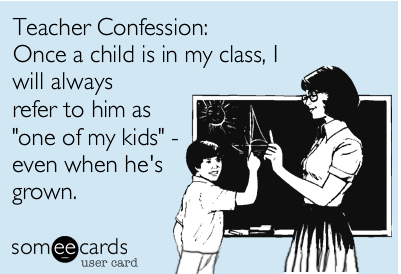 Teacher Confession:
Once a child is in my class, I
will always
refer to him as
"one of my kids" -
even when he's
grown.
someecards
user card